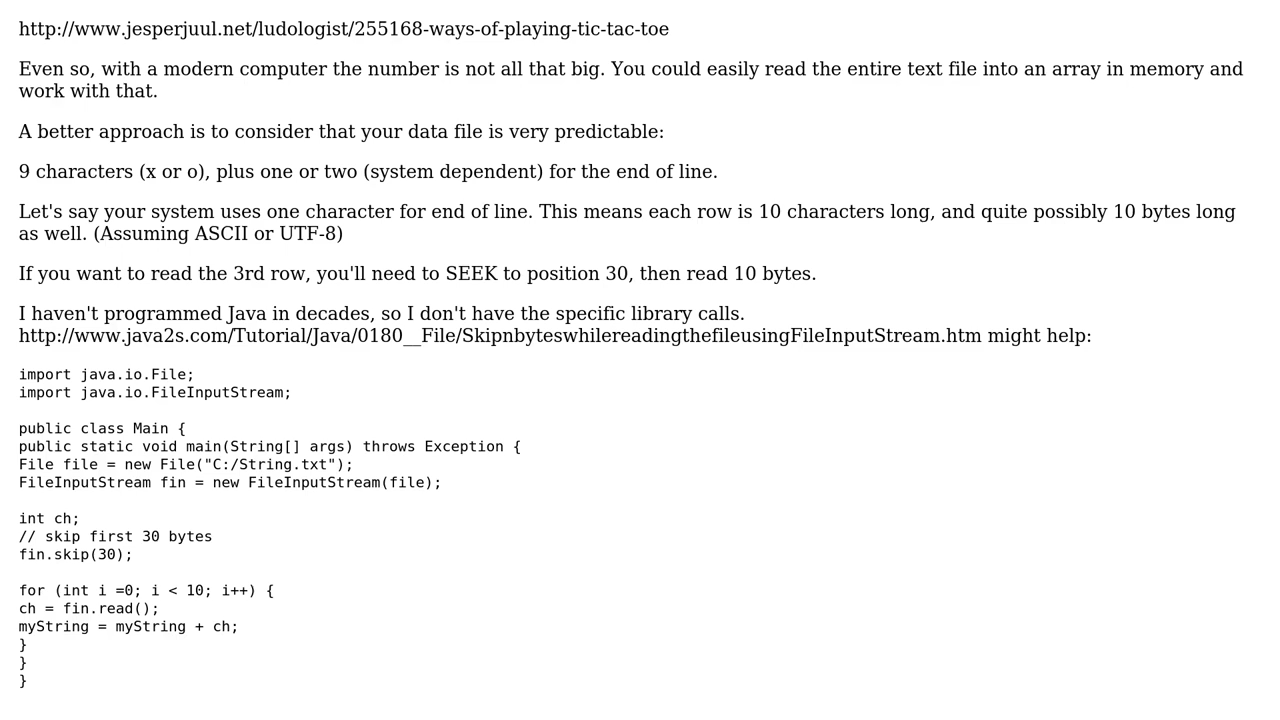 http://www.jesperjuul.net/ludologist/255168-ways-of-playing-tic-tac-toe
Even so, with a modern computer the number is not all that big. You could easily read the entire text file into an array in memory and
work with that.
A better approach is to consider that your data file is very predictable:
9 characters (x or o), plus one or two (system dependent) for the end of line.
Let's say your system uses one character for end of line. This means each row is 10 characters long, and quite possibly 10 bytes long
as well. (Assuming ASCII or UTF-8)
If you want to read the 3rd row, you'll need to SEEK to position 30, then read 10 bytes.
I haven't programmed Java in decades, so I don't have the specific library calls.
http://www.java2s.com/Tutorial/Java/0180__File/SkipnbyteswhilereadingthefileusingFileInputStream.htm might help:
import java.io.File;
import java.io.FileInputStream;
public class Main {
public static void main(String[] args) throws Exception {
File file = new File("C:/String.txt");
FileInputStream fin = new FileInputStream(file);
int ch;
// skip first 30 bytes
fin.skip(30);
for (int i =0; i < 10; i++) {
ch = fin.read();
myString = myString + ch;
}
}
}